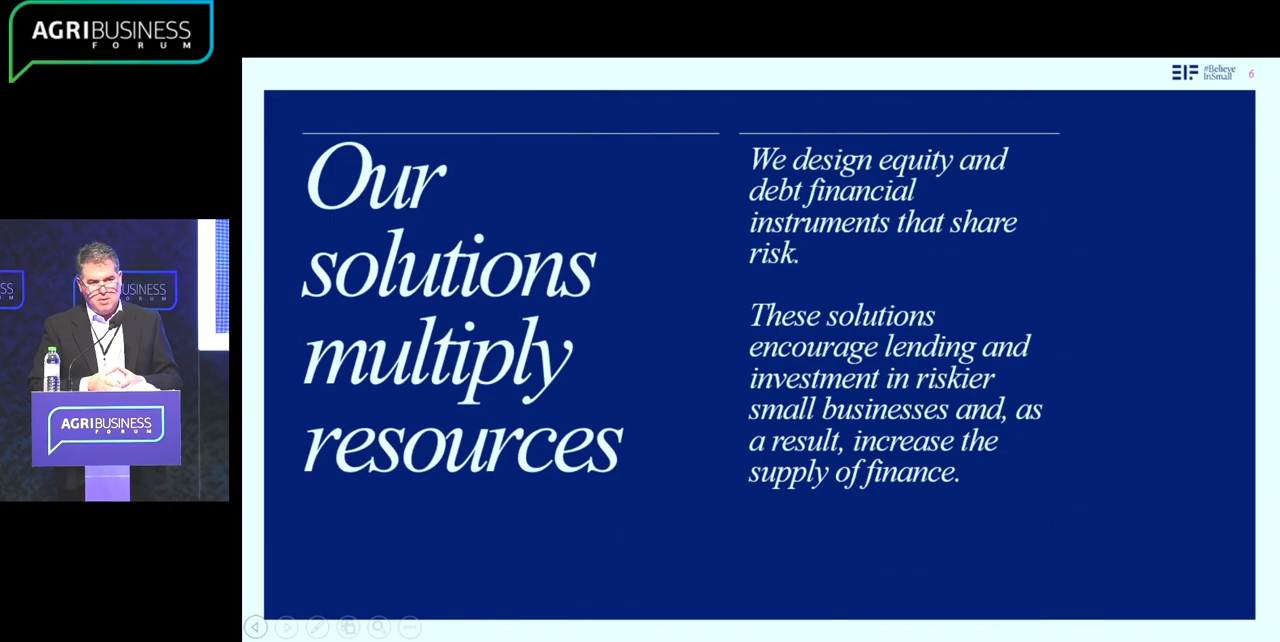 AGRIBUSINESS
FORUM
EIF
#Believe
InSmall
6
Our
solutions
multiply
resources
We design equity and
debt financial
instruments that share
risk.
These solutions
encourage lending and
investment in riskier
small businesses and, as
a result, increase the
supply of finance.
USINESS
AGRIBUSINESS
FORUM